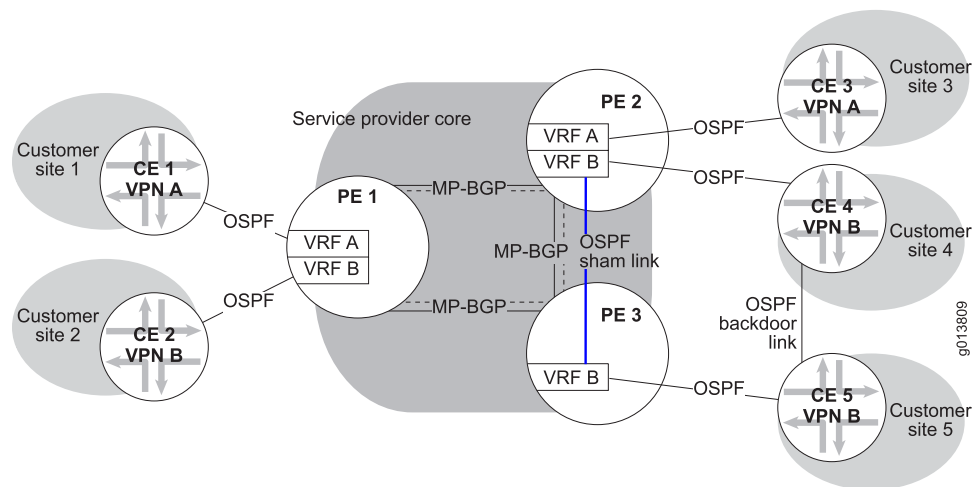 Service provider core
Customer
site 1
CE 1
VPN A
OSPF
PE 1
VRF A
VRF B
Customer
site 2
CE 2
VPN B
OSPF
MP-BGP
MP-BGP
MP-BGP
PE 2
VRF A
VRF B
OSPF
sham link
PE 3
VRF B
OSPF
OSPF
OSPF
CE 3
VPN A
Customer
site 3
CE 4
VPN B
Customer
site 4
OSPF
backdoor
link
CE 5
VPN B
Customer
site 5
g013809